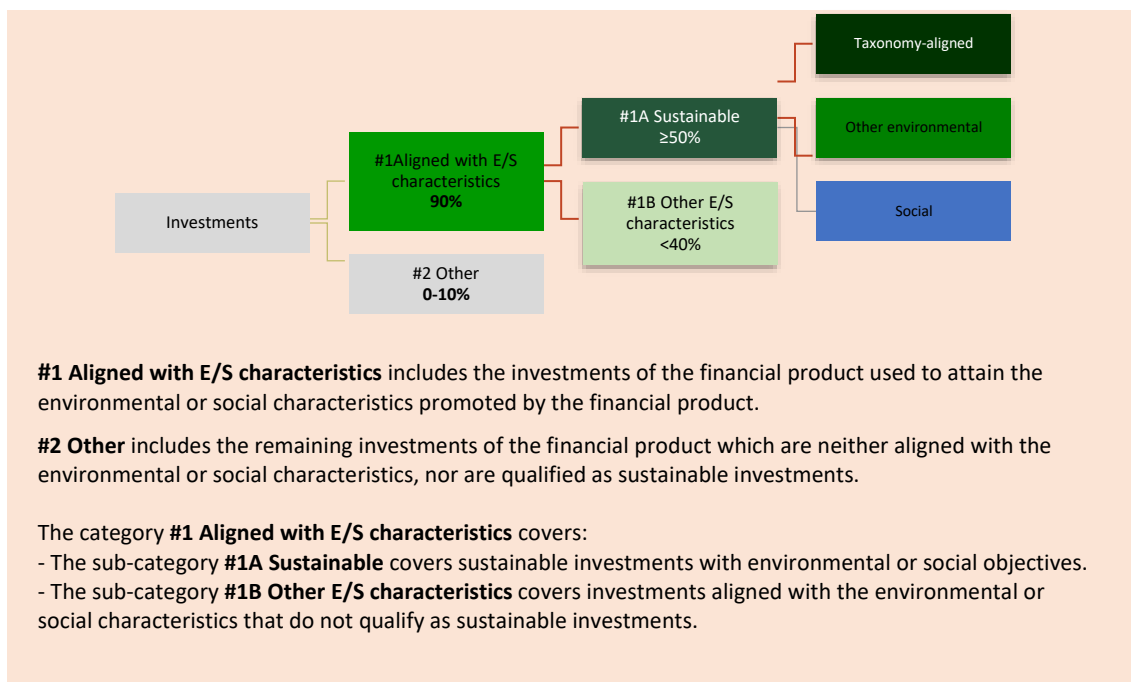 Taxonomy-aligned
#1A Sustainable
≥50%
Other environmental
#1Aligned with E/S
characteristics
90%
#1B Other E/S
characteristics
<40%
Social
Investments
#2 Other
0-10%
#1 Aligned with E/S characteristics includes the investments of the financial product used to attain the
environmental or social characteristics promoted by the financial product.
#2 Other includes the remaining investments of the financial product which are neither aligned with the
environmental or social characteristics, nor are qualified as sustainable investments.
The category #1 Aligned with E/S characteristics covers:
- The sub-category #1A Sustainable covers sustainable investments with environmental or social objectives.
- The sub-category #1B Other E/S characteristics covers investments aligned with the environmental or
social characteristics that do not qualify as sustainable investments.